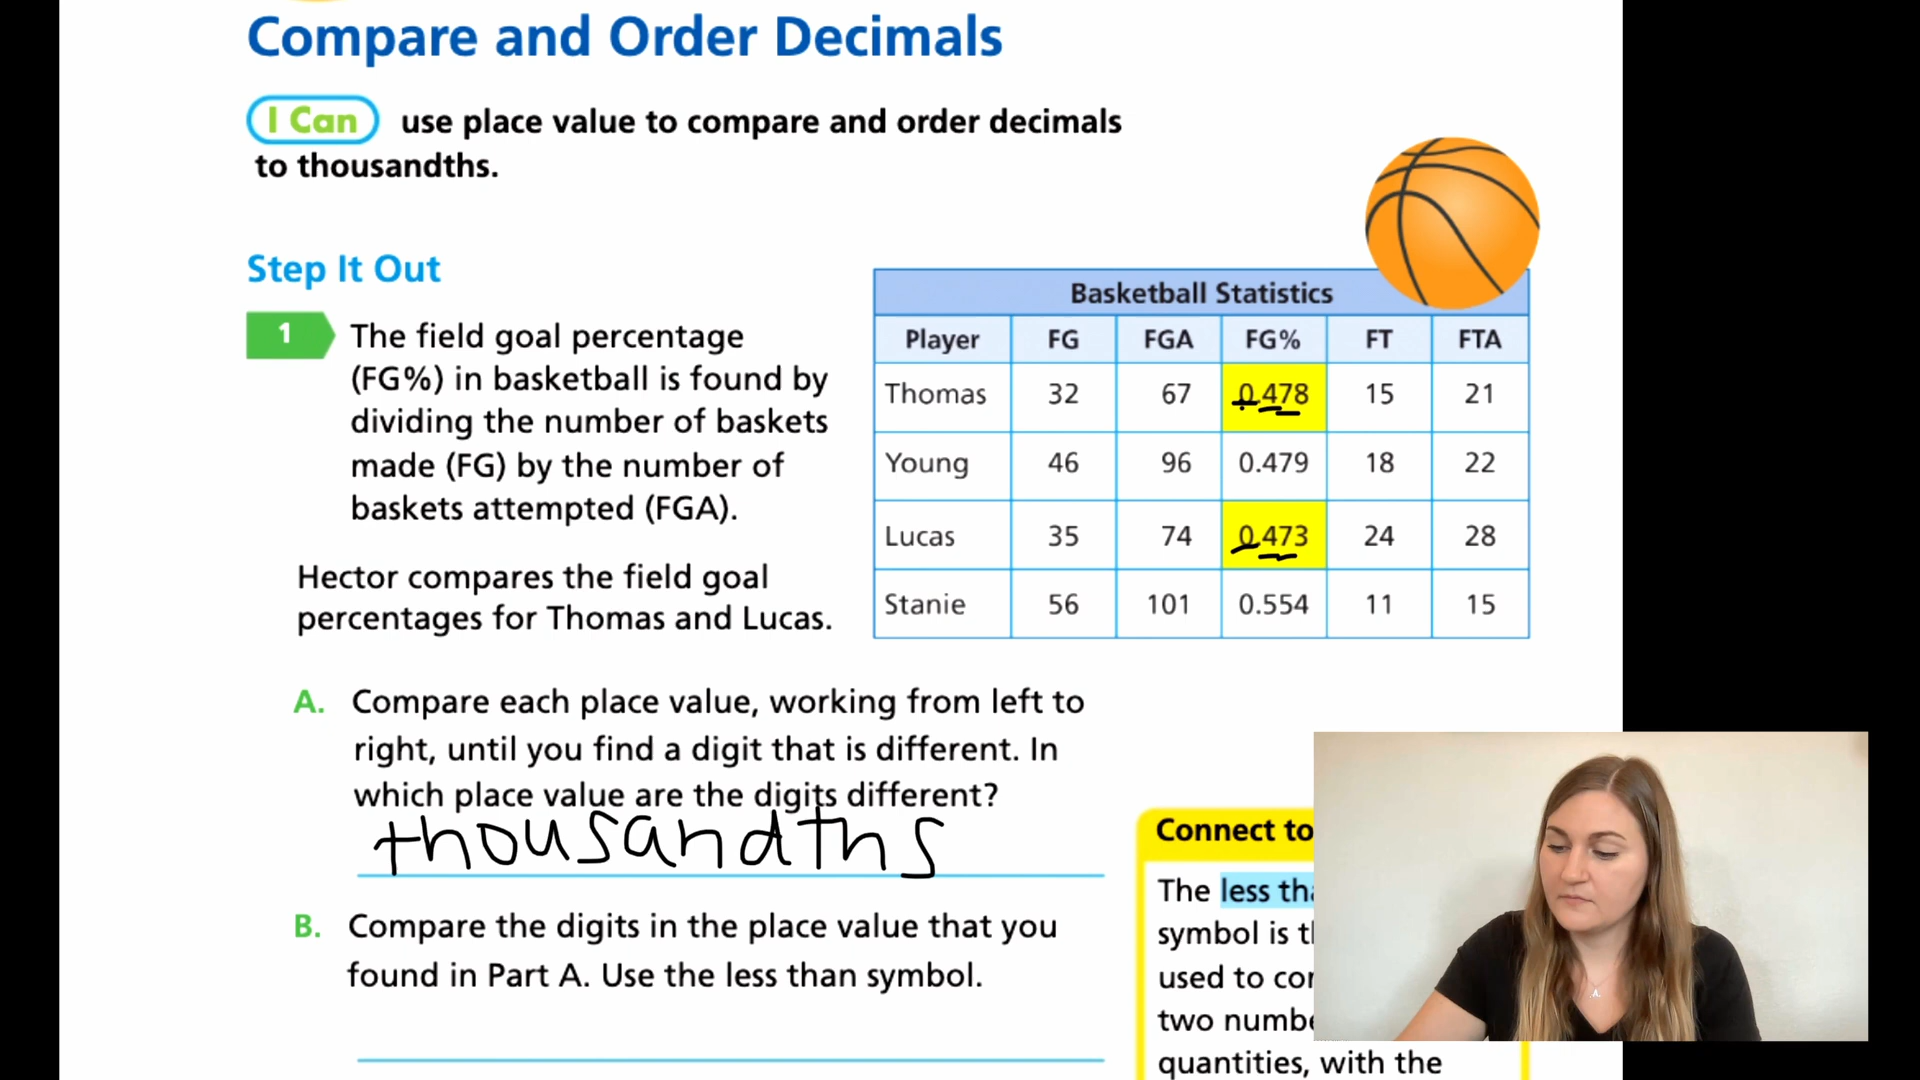 Compare and Order Decimals
I Can use place value to compare and order decimals
to thousandths.
Step It Out
1 The field goal percentage
(FG%) in basketball is found by
dividing the number of baskets
made (FG) by the number of
baskets attempted (FGA).
Hector compares the field goal
percentages for Thomas and Lucas.
Basketball Statistics
Player FG FGA FG% FT FTA
Thomas 32 67 0.478 15 21
Young 46 96 0.479 18 22
Lucas 35 74 0.473 24 28
Stanie 56 101 0.554 11 15
A. Compare each place value, working from left to
right, until you find a digit that is different. In
which place value are the digits different?
thousandths
B. Compare the digits in the place value that you
found in Part A. Use the less than symbol.
Connect to
The less
symbol is
used to
two
quantities, with the